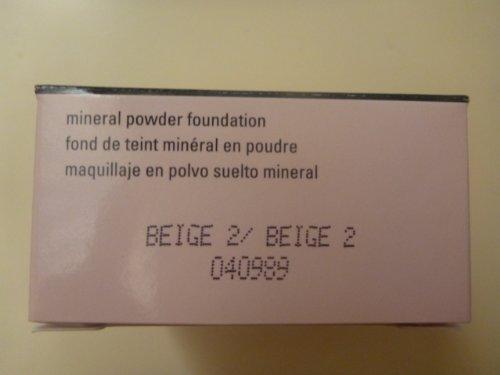 mineral powder foundation
fond de teint minéral en poudre
maquillaje en polvo suelto mineral
BEIGE 2/ BEIGE 2
040989